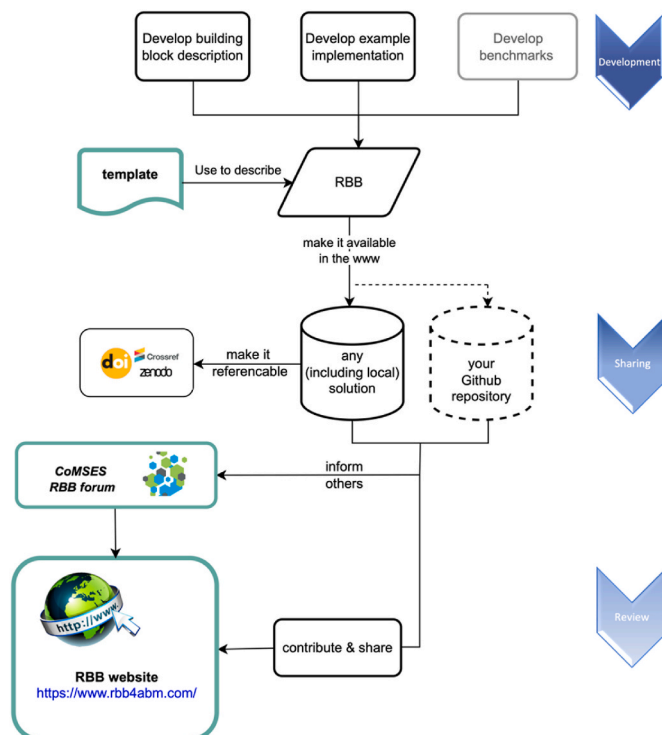 Develop building
block description
Develop example
implementation
Develop
benchmarks
Development
template
Use to describe
RBB
make it available
in the www
doi
Crossref
zenodo
make it
referencable
any
(including local)
solution
your
Github
repository
Sharing
CoMSES
RBB forum
inform
others
http://www.
RBB website
https://www.rbb4abm.com/
contribute & share
Review